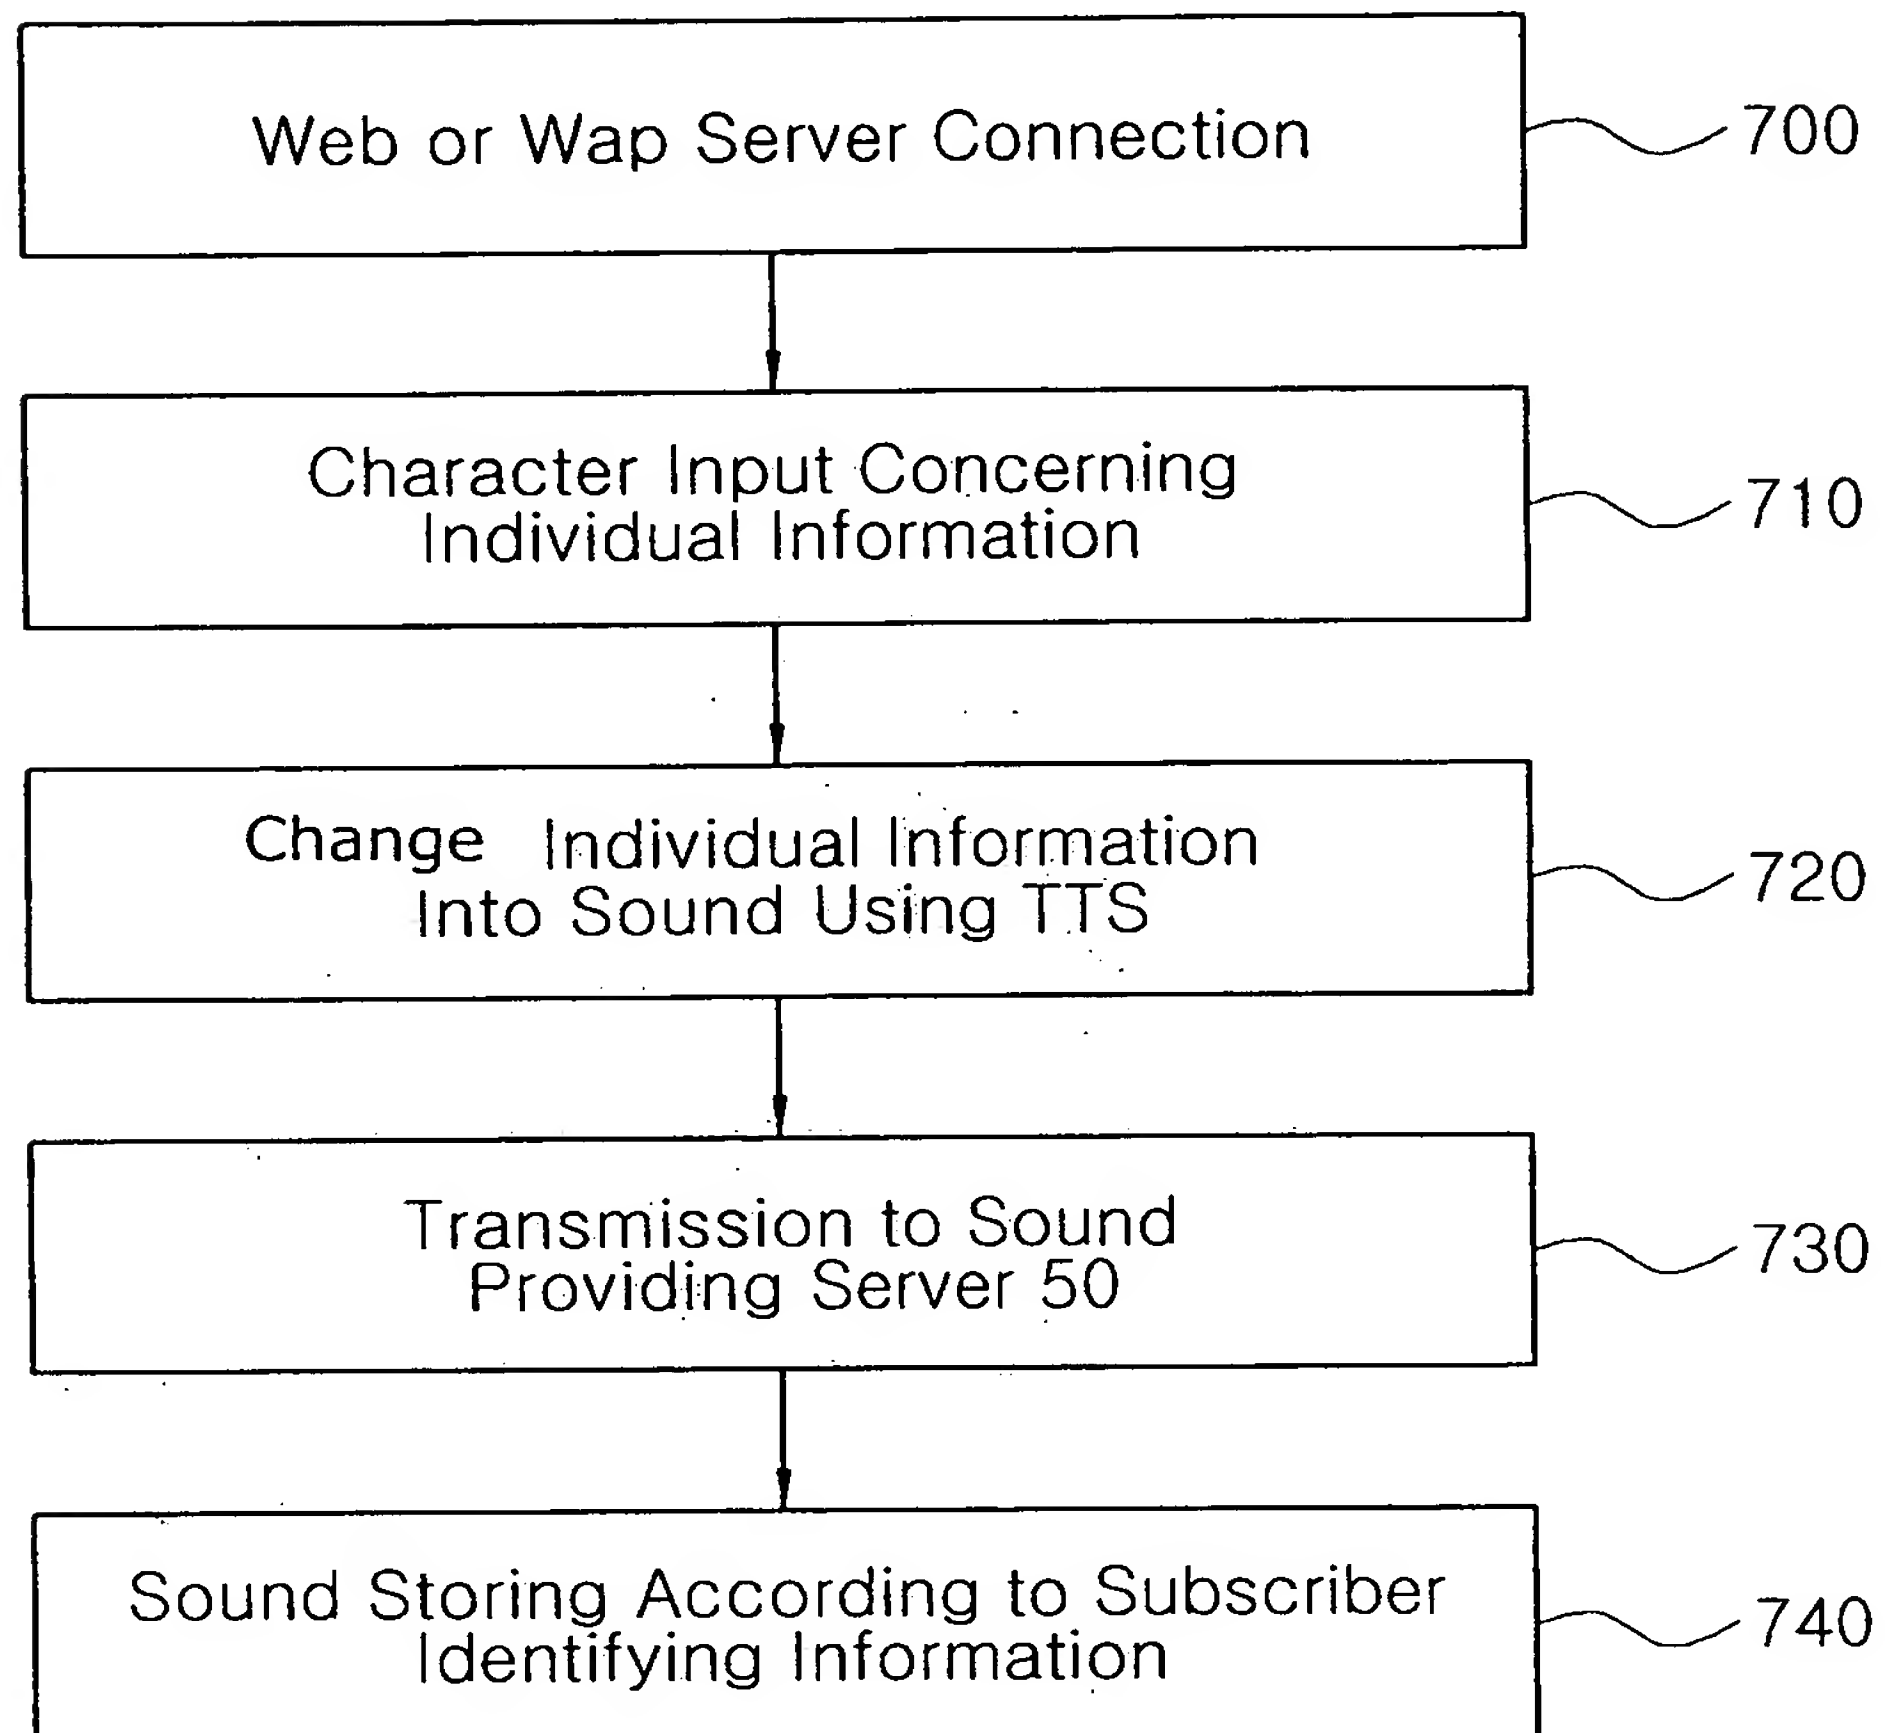 Web or Wap Server Connection
700
Character Input Concerning
Individual Information
710
Change Individual Information
Into Sound Using TTS
720
Transmission to Sound
Providing Server 50
730
Sound Storing According to Subscriber
Identifying Information
740